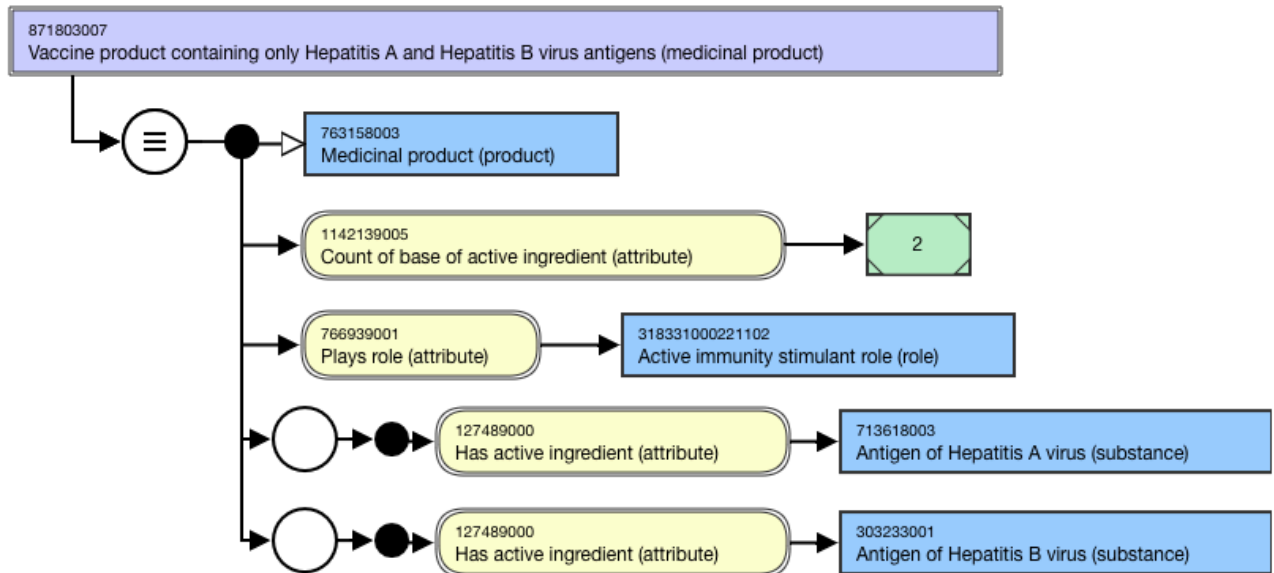 871803007
Vaccine product containing only Hepatitis A and Hepatitis B virus antigens (medicinal product)
763158003
Medicinal product (product)
1142139005
Count of base of active ingredient (attribute)
2
766939001
Plays role (attribute)
318331000221102
Active immunity stimulant role (role)
127489000
Has active ingredient (attribute)
713618003
Antigen of Hepatitis A virus (substance)
127489000
Has active ingredient (attribute)
303233001
Antigen of Hepatitis B virus (substance)